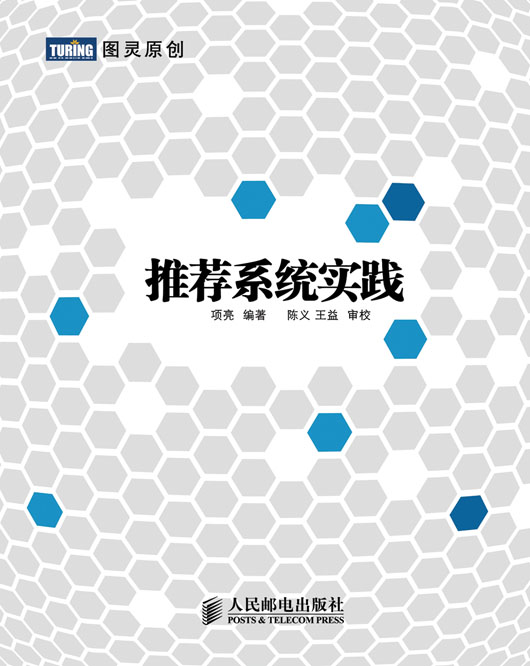 TURING 图灵原创
推荐系统实践
项亮 编著 陈义 王益 审校
人民邮电出版社
POSTS & TELECOM PRESS